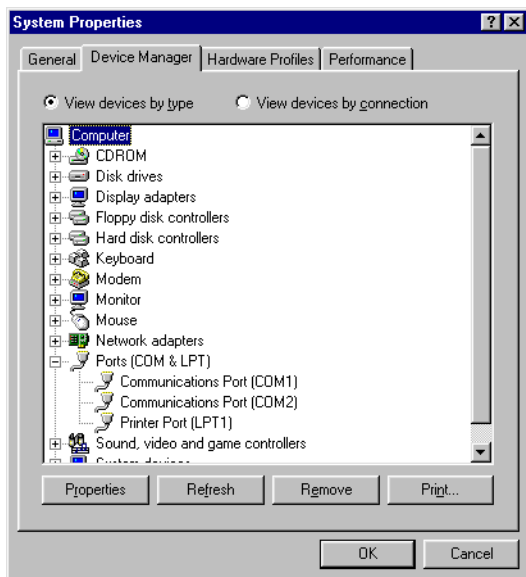 System Properties
General Device Manager Hardware Profiles Performance
View devices by type View devices by connection
Computer
CDROM
Disk drives
Display adapters
Floppy disk controllers
Hard disk controllers
Keyboard
Modem
Monitor
Mouse
Network adapters
Ports (COM & LPT)
Communications Port (COM1)
Communications Port (COM2)
Printer Port (LPT1)
Sound, video and game controllers
System devices
Properties Refresh Remove Print...
OK Cancel